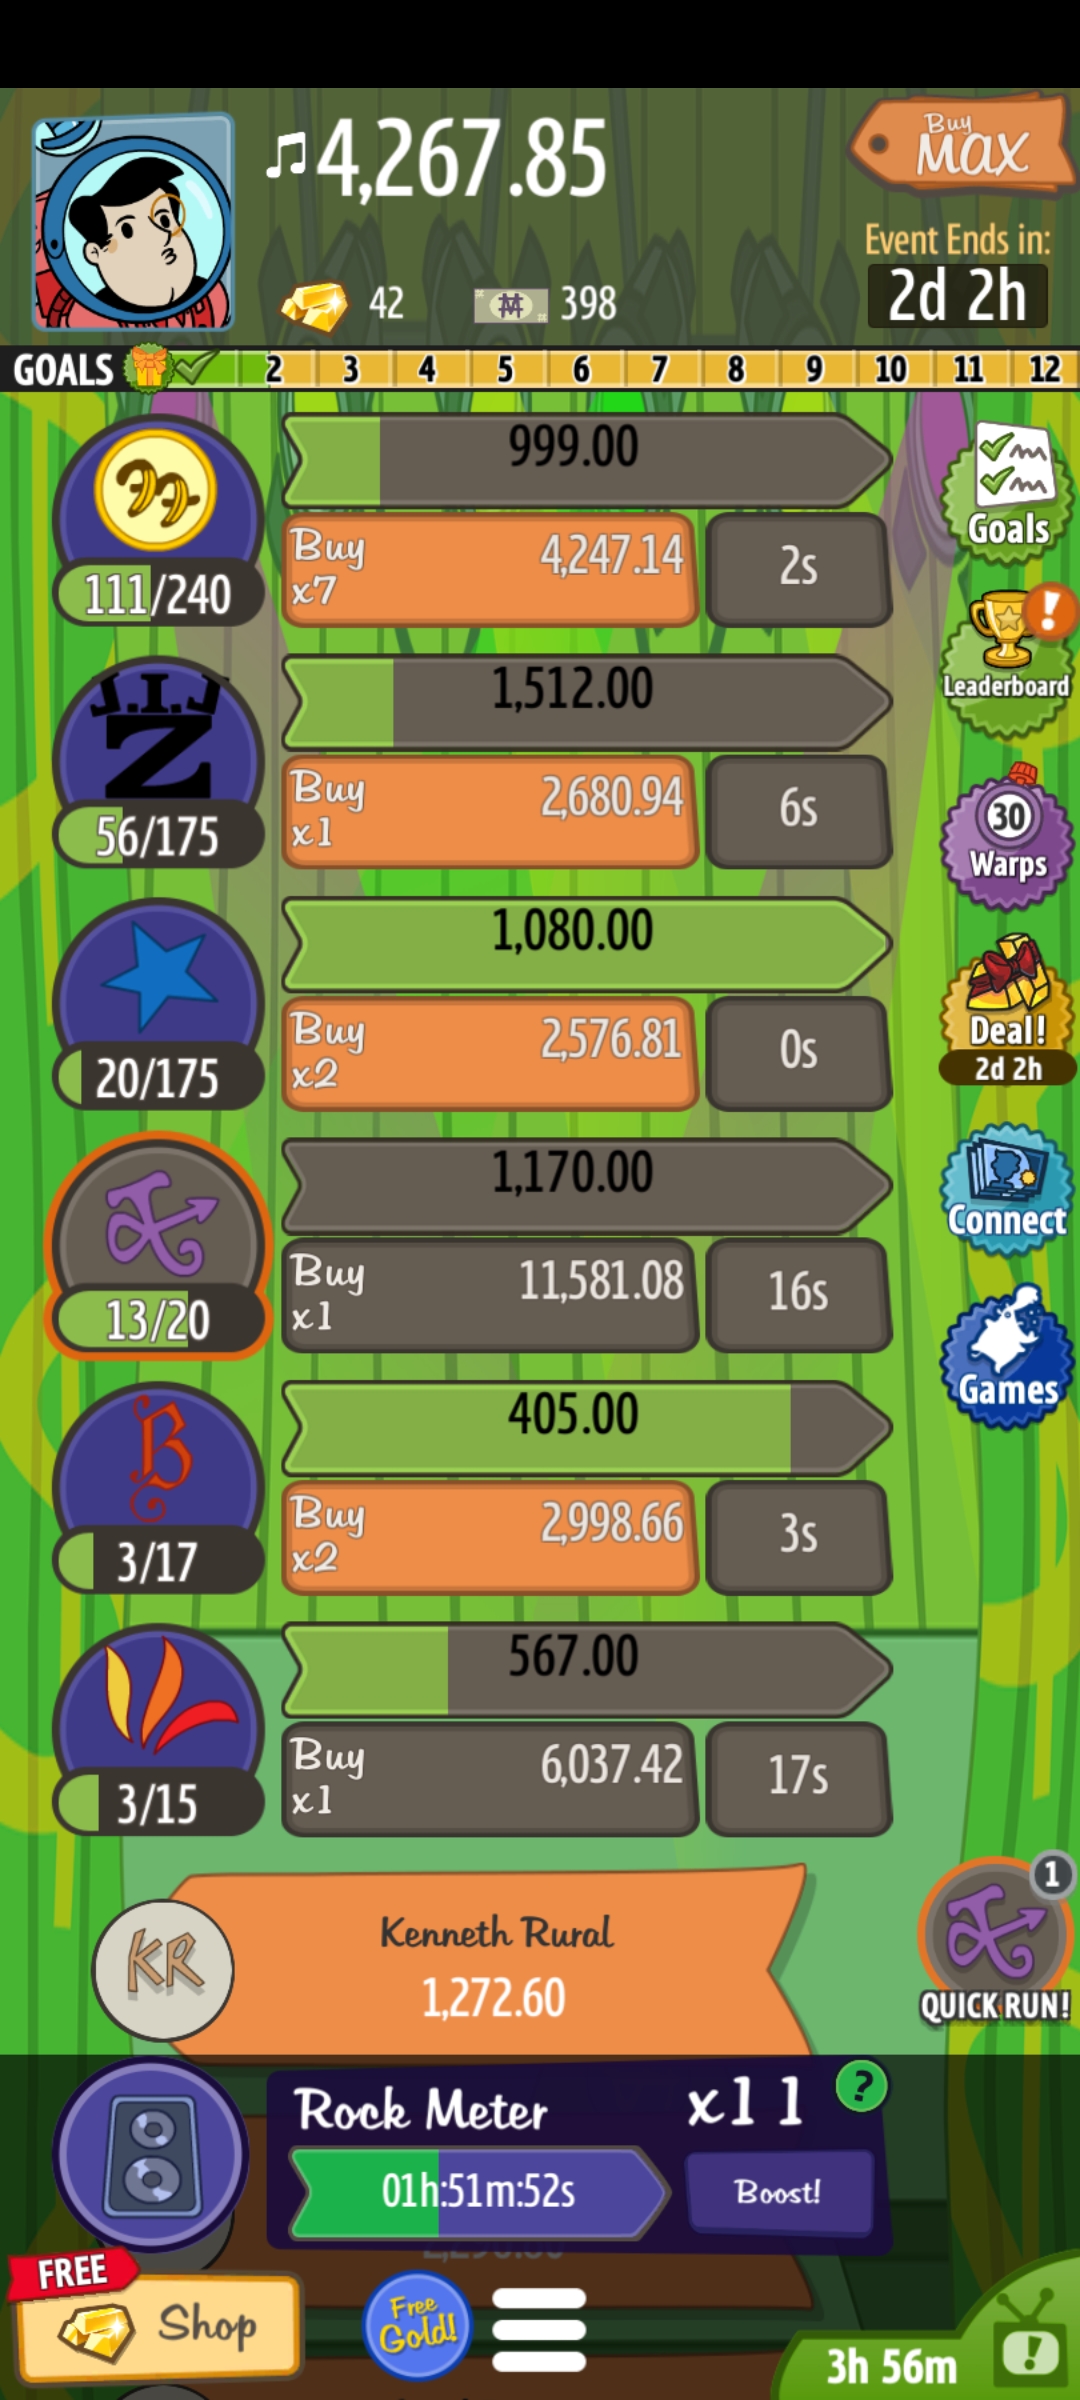 ♫4,267.85
Buy
MAX
Event Ends in:
2d 2h
42
398
GOALS 2 3 4 5 6 7 8 9 10 11 12
999.00
Buy
x7
4,247.14
2s
111/240
Goals
J.I.J
Z
1,512.00
Buy
x1
2,680.94
6s
56/175
Leaderboard
!
30
Warps
1,080.00
Buy
x2
2,576.81
0s
20/175
Deal!
2d 2h
1,170.00
Buy
x1
11,581.08
16s
13/20
Connect
B
405.00
Buy
x2
2,998.66
3s
3/17
Games
567.00
Buy
x1
6,037.42
17s
3/15
KR
Kenneth Rural
1,272.60
1
QUICK RUN!
Rock Meter
x11
?
01h:51m:52s
Boost!
FREE
Shop
Free
Gold!
3h 56m
!